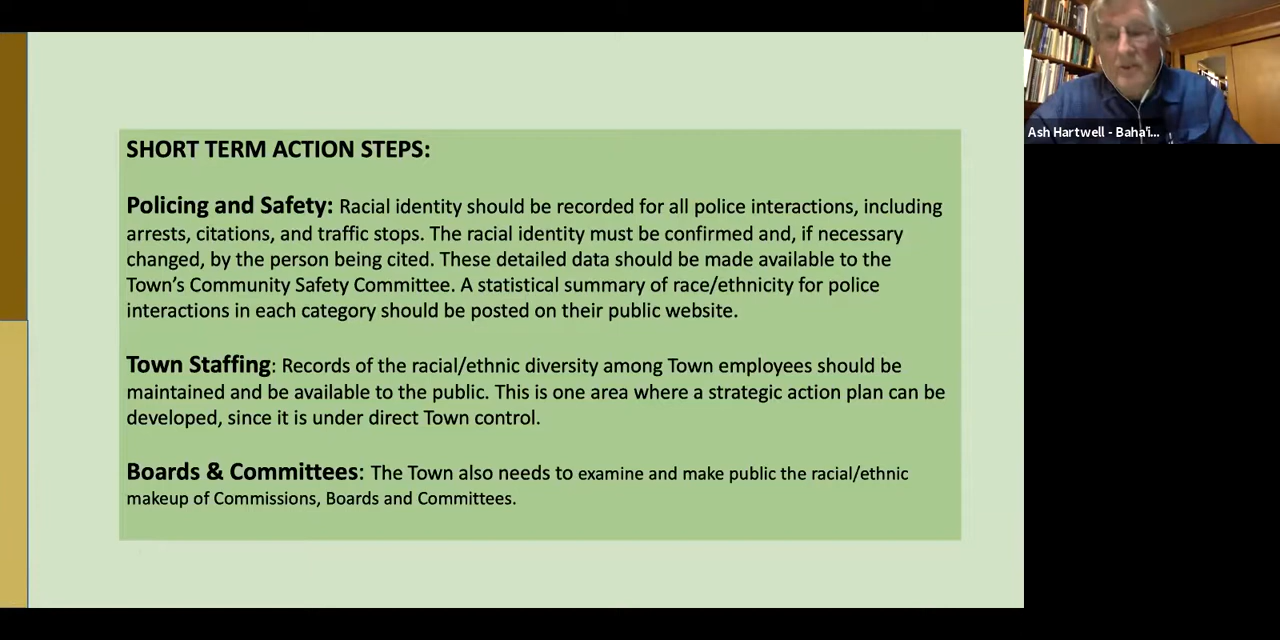 SHORT TERM ACTION STEPS:
Policing and Safety: Racial identity should be recorded for all police interactions, including
arrests, citations, and traffic stops. The racial identity must be confirmed and, if necessary
changed, by the person being cited. These detailed data should be made available to the
Town’s Community Safety Committee. A statistical summary of race/ethnicity for police
interactions in each category should be posted on their public website.
Town Staffing: Records of the racial/ethnic diversity among Town employees should be
maintained and be available to the public. This is one area where a strategic action plan can be
developed, since it is under direct Town control.
Boards & Committees: The Town also needs to examine and make public the racial/ethnic
makeup of Commissions, Boards and Committees.
Ash Hartwell - Baha'i...